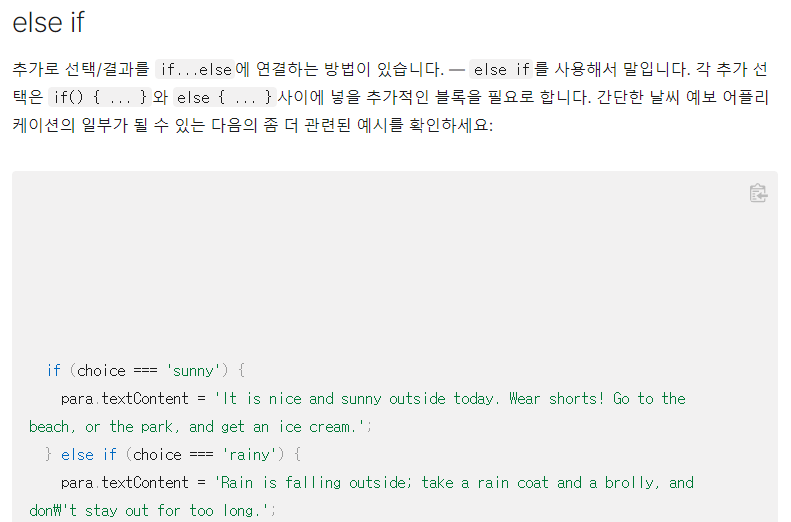 else if
추가로 선택/결과를 if...else에 연결하는 방법이 있습니다. — else if를 사용해서 말입니다. 각 추가 선
택은 if() { ... }와 else { ... }사이에 넣을 추가적인 블록을 필요로 합니다. 간단한 날씨 예보 어플리
케이션의 일부가 될 수 있는 다음의 좀 더 관련된 예시를 확인하세요:
if (choice === 'sunny') {
para.textContent = 'It is nice and sunny outside today. Wear shorts! Go to the
beach, or the park, and get an ice cream.';
} else if (choice === 'rainy') {
para.textContent = 'Rain is falling outside; take a rain coat and a brolly, and
don₩'t stay out for too long.';